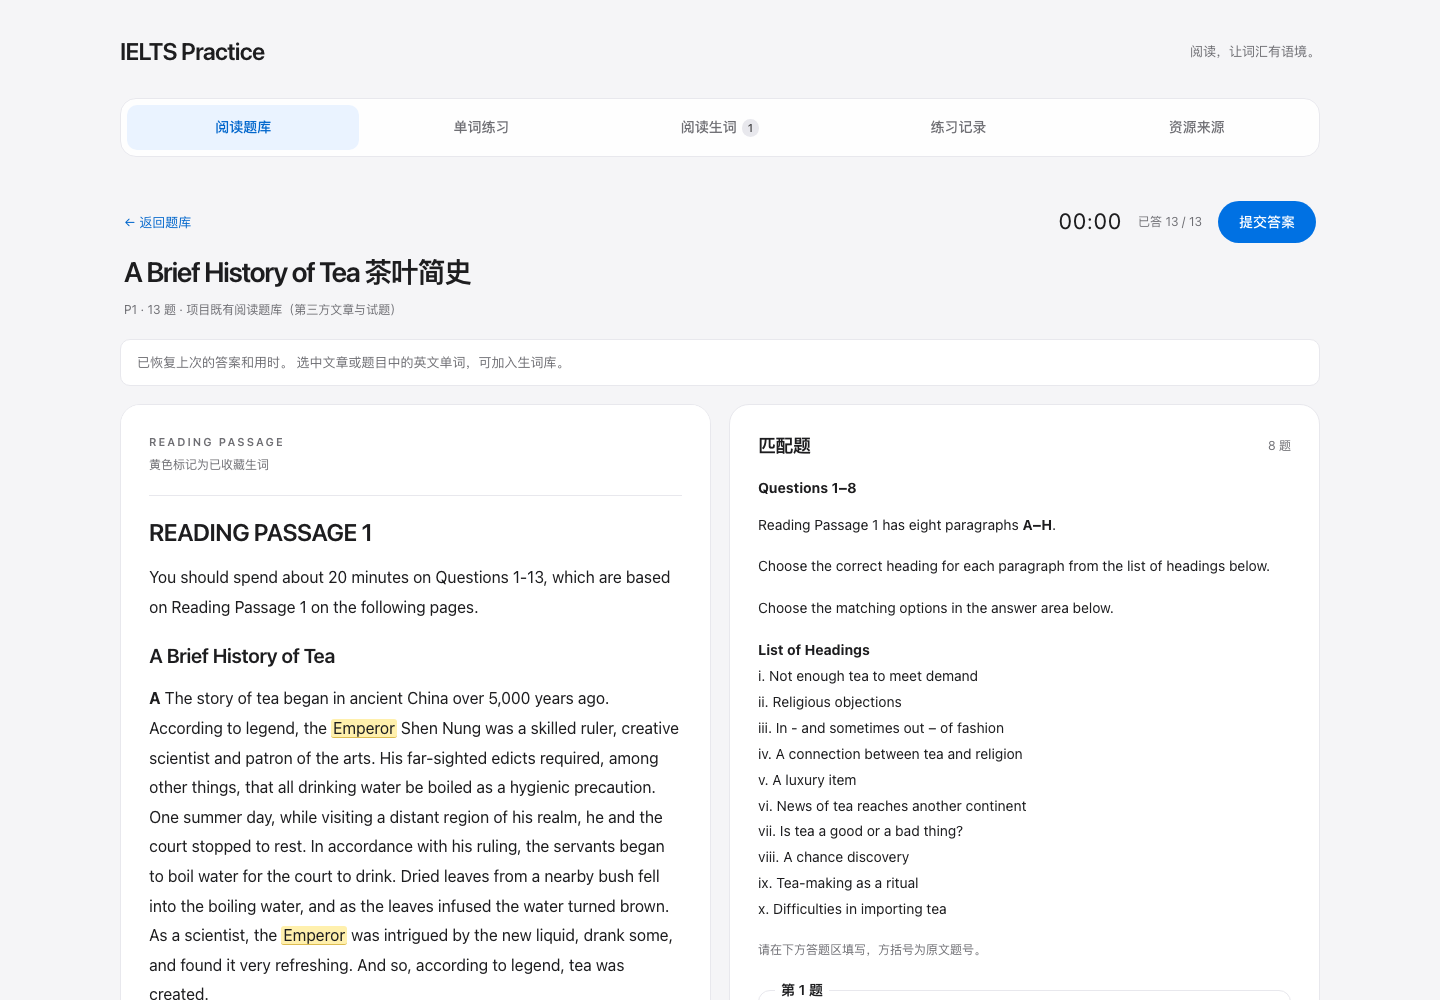 IELTS Practice
阅读，让词汇有语境。
阅读题库
单词练习
阅读生词 1
练习记录
资源来源
← 返回题库
00:00
已答 13 / 13
提交答案
A Brief History of Tea 茶叶简史
P1 · 13 题 · 项目既有阅读题库（第三方文章与试题）
已恢复上次的答案和用时。 选中文章或题目中的英文单词，可加入生词库。
READING PASSAGE
黄色标记为已收藏生词
READING PASSAGE 1
You should spend about 20 minutes on Questions 1-13, which are based
on Reading Passage 1 on the following pages.
A Brief History of Tea
A The story of tea began in ancient China over 5,000 years ago.
According to legend, the Emperor Shen Nung was a skilled ruler, creative
scientist and patron of the arts. His far-sighted edicts required, among
other things, that all drinking water be boiled as a hygienic precaution.
One summer day, while visiting a distant region of his realm, he and the
court stopped to rest. In accordance with his ruling, the servants began
to boil water for the court to drink. Dried leaves from a nearby bush fell
into the boiling water, and as the leaves infused the water turned brown.
As a scientist, the Emperor was intrigued by the new liquid, drank some,
and found it very refreshing. And so, according to legend, tea was
created.
匹配题
8 题
Questions 1–8
Reading Passage 1 has eight paragraphs A–H.
Choose the correct heading for each paragraph from the list of headings below.
Choose the matching options in the answer area below.
List of Headings
i. Not enough tea to meet demand
ii. Religious objections
iii. In - and sometimes out – of fashion
iv. A connection between tea and religion
v. A luxury item
vi. News of tea reaches another continent
vii. Is tea a good or a bad thing?
viii. A chance discovery
ix. Tea-making as a ritual
x. Difficulties in importing tea
请在下方答题区填写，方括号为原文题号。
第 1 题